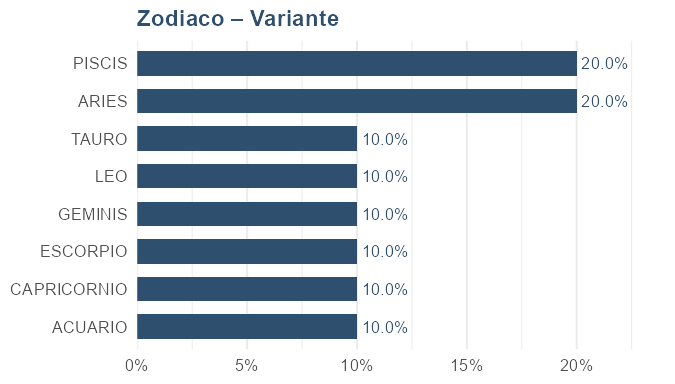 Zodiaco – Variante
PISCIS 20.0%
ARIES 20.0%
TAURO 10.0%
LEO 10.0%
GEMINIS 10.0%
ESCORPIO 10.0%
CAPRICORNIO 10.0%
ACUARIO 10.0%
0% 5% 10% 15% 20%